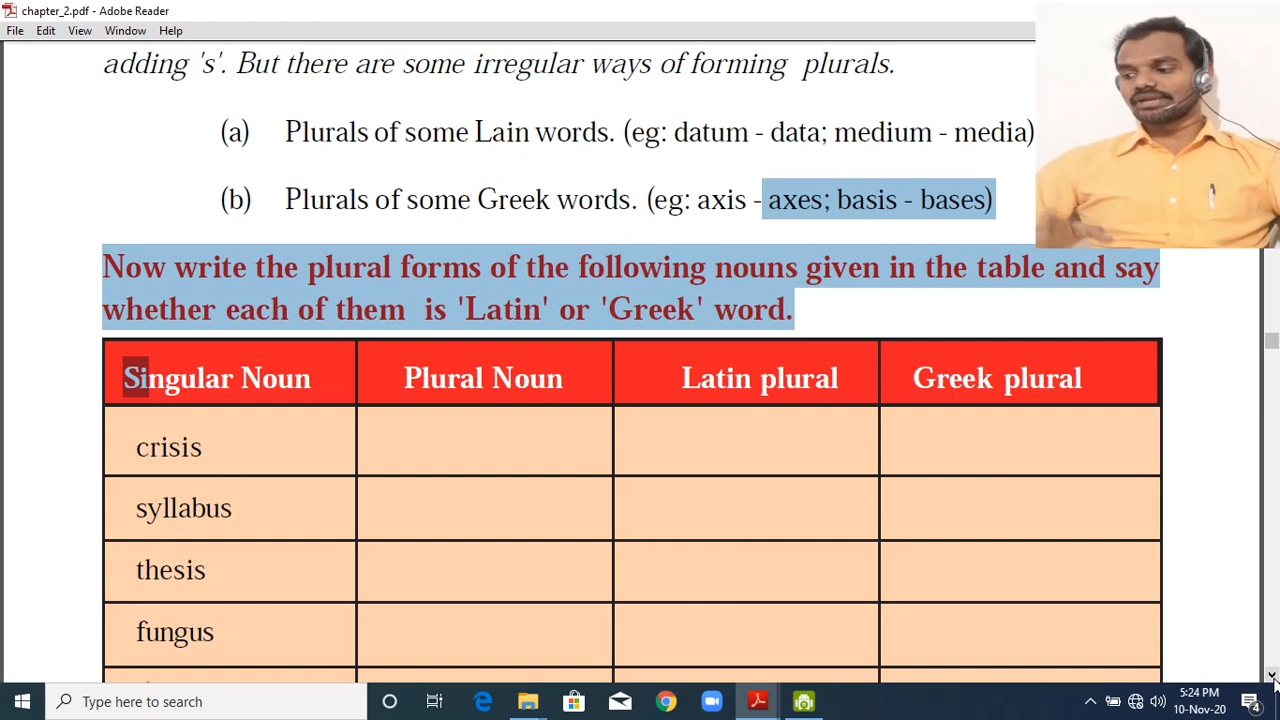 chapter_2.pdf - Adobe Reader
File Edit View Window Help
adding 's'. But there are some irregular ways of forming plurals.
(a) Plurals of some Lain words. (eg: datum - data; medium - media)
(b) Plurals of some Greek words. (eg: axis - axes; basis - bases)
Now write the plural forms of the following nouns given in the table and say
whether each of them is 'Latin' or 'Greek' word.
Singular Noun Plural Noun Latin plural Greek plural
crisis
syllabus
thesis
fungus
Type here to search
5:24 PM
10-Nov-20
4